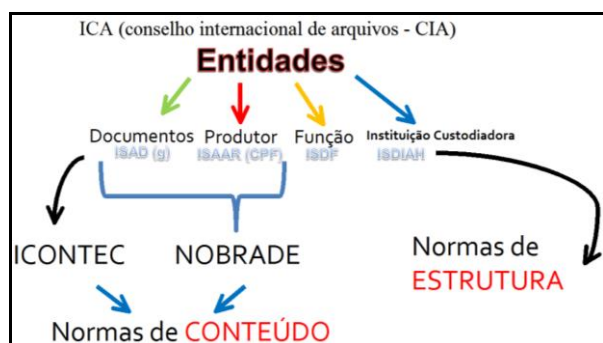 ICA (conselho internacional de arquivos - CIA)
Entidades
Documentos Produtor Função Instituição Custodiadora
ISAD (g) ISAAR (CPF) ISDF ISDIAH
ICONTEC NOBRADE
Normas de
ESTRUTURA
Normas de CONTEÚDO